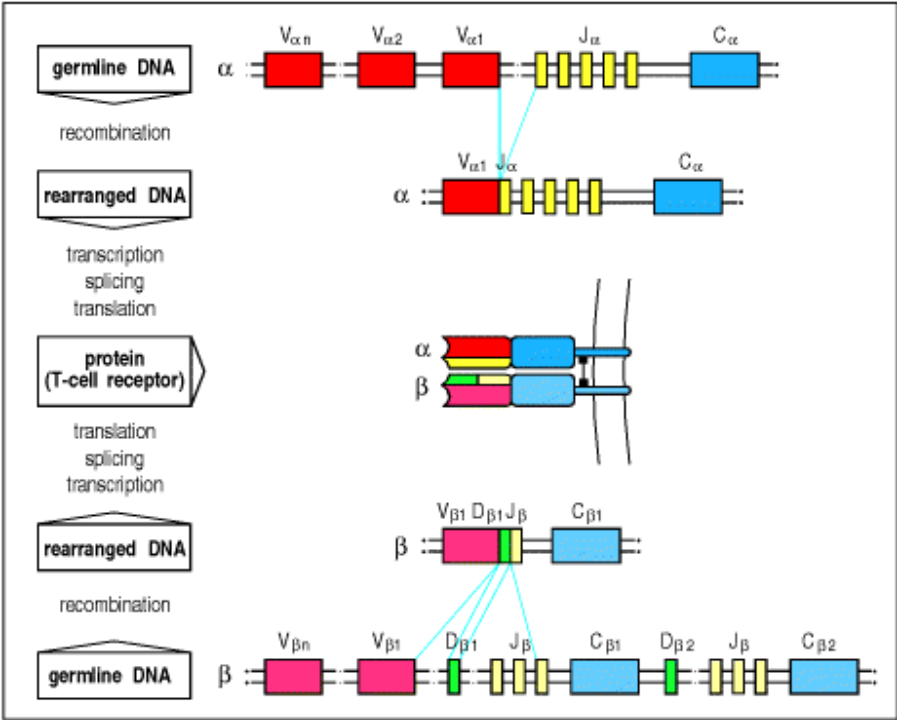 Vαn Vα2 Vα1 Jα Cα
germline DNA α
recombination
Vα1 Jα Cα
rearranged DNA α
transcription
splicing
translation
protein
(T-cell receptor)
α
β
translation
splicing
transcription
Vβ1 Dβ1 Jβ Cβ1
rearranged DNA β
recombination
Vβn Vβ1 Dβ1 Jβ Cβ1 Dβ2 Jβ Cβ2
germline DNA β